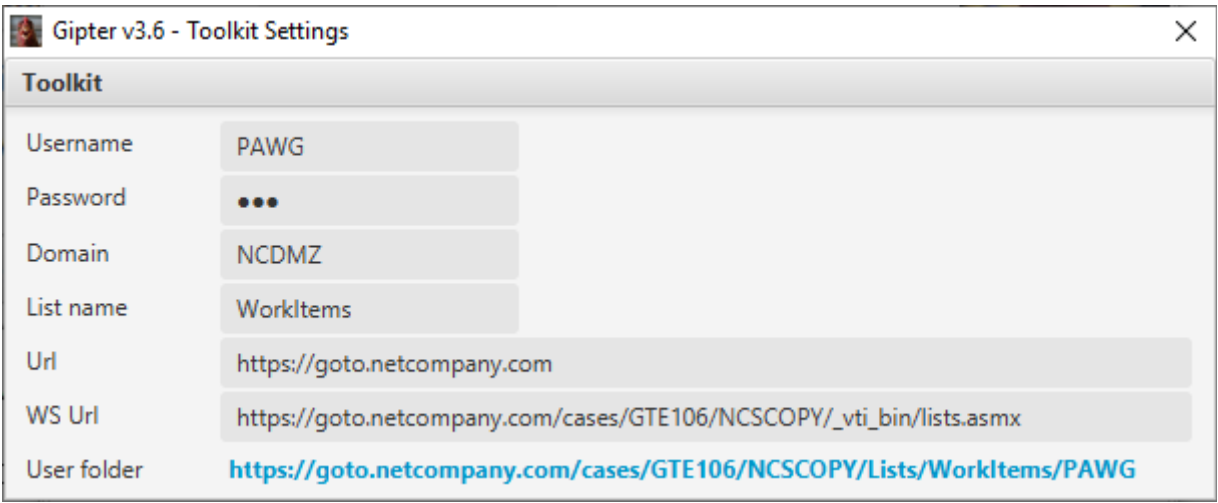 Gipter v3.6 - Toolkit Settings
Toolkit
Username PAWG
Password •••
Domain NCDMZ
List name WorkItems
Url https://goto.netcompany.com
WS Url https://goto.netcompany.com/cases/GTE106/NCSCOPY/_vti_bin/lists.asmx
User folder https://goto.netcompany.com/cases/GTE106/NCSCOPY/Lists/WorkItems/PAWG